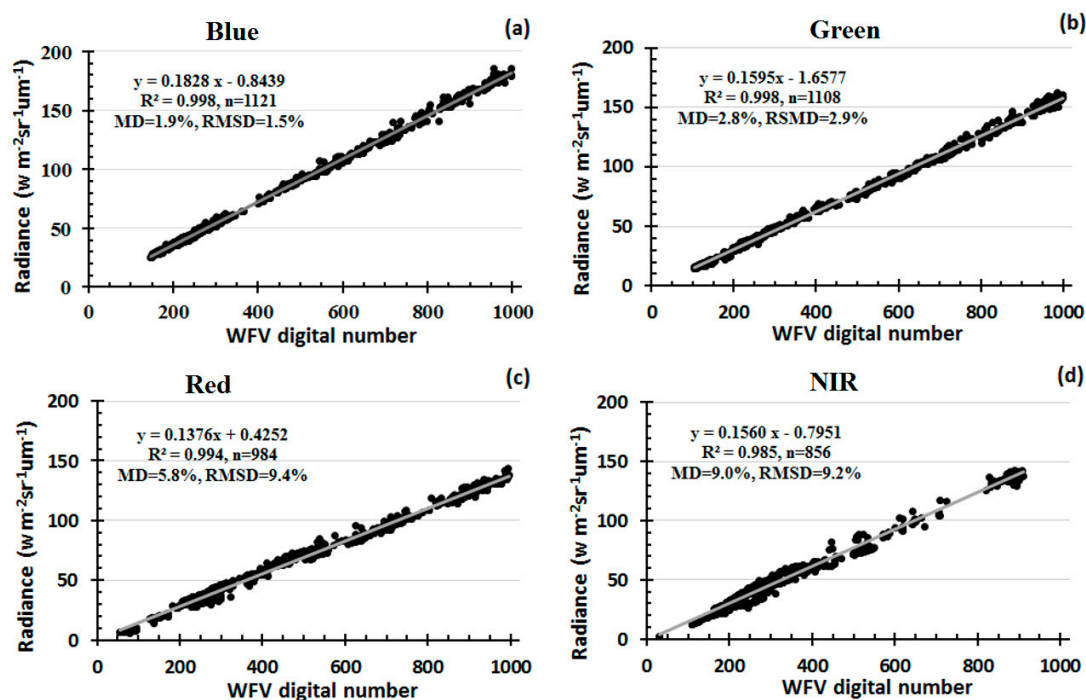 Blue
(a)
y = 0.1828 x - 0.8439
R² = 0.998, n=1121
MD=1.9%, RMSD=1.5%
Radiance (w m⁻²sr⁻¹um⁻¹)
200
150
100
50
0
0 200 400 600 800 1000
WFV digital number
Green
(b)
y = 0.1595x - 1.6577
R² = 0.998, n=1108
MD=2.8%, RSMD=2.9%
Radiance (w m⁻²sr⁻¹um⁻¹)
200
150
100
50
0
0 200 400 600 800 1000
WFV digital number
Red
(c)
y = 0.1376x + 0.4252
R² = 0.994, n=984
MD=5.8%, RMSD=9.4%
Radiance (w m⁻²sr⁻¹um⁻¹)
200
150
100
50
0
0 200 400 600 800 1000
WFV digital number
NIR
(d)
y = 0.1560 x - 0.7951
R² = 0.985, n=856
MD=9.0%, RMSD=9.2%
Radiance (w m⁻²sr⁻¹um⁻¹)
200
150
100
50
0
0 200 400 600 800 1000
WFV digital number